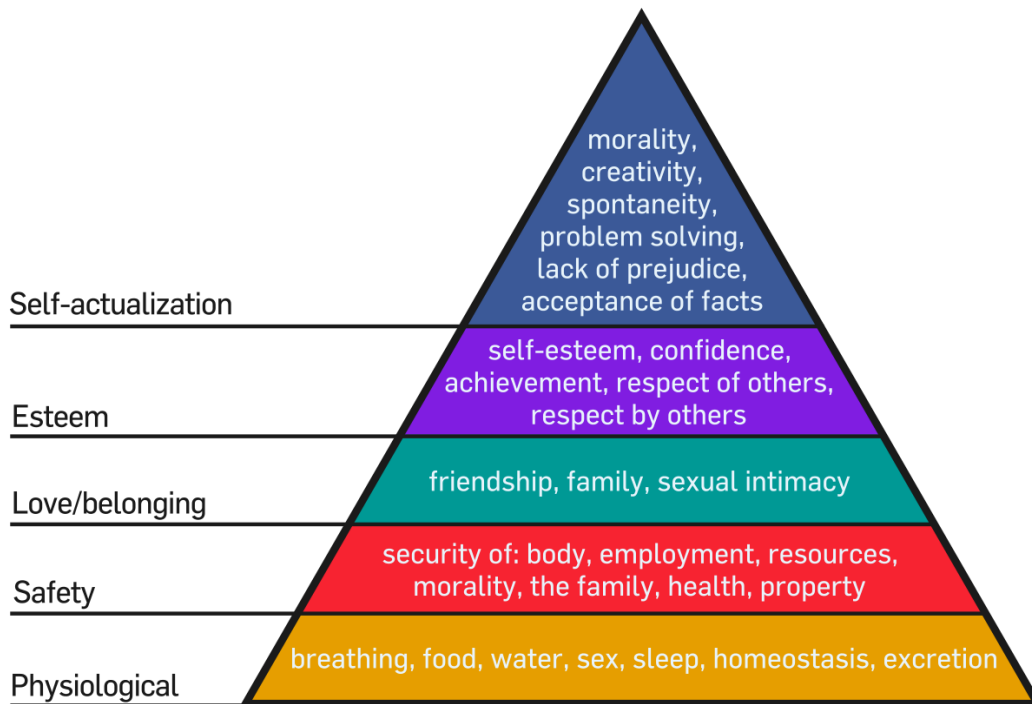 morality,
creativity,
spontaneity,
problem solving,
lack of prejudice,
acceptance of facts
Self-actualization
self-esteem, confidence,
achievement, respect of others,
respect by others
Esteem
friendship, family, sexual intimacy
Love/belonging
security of: body, employment, resources,
morality, the family, health, property
Safety
breathing, food, water, sex, sleep, homeostasis, excretion
Physiological